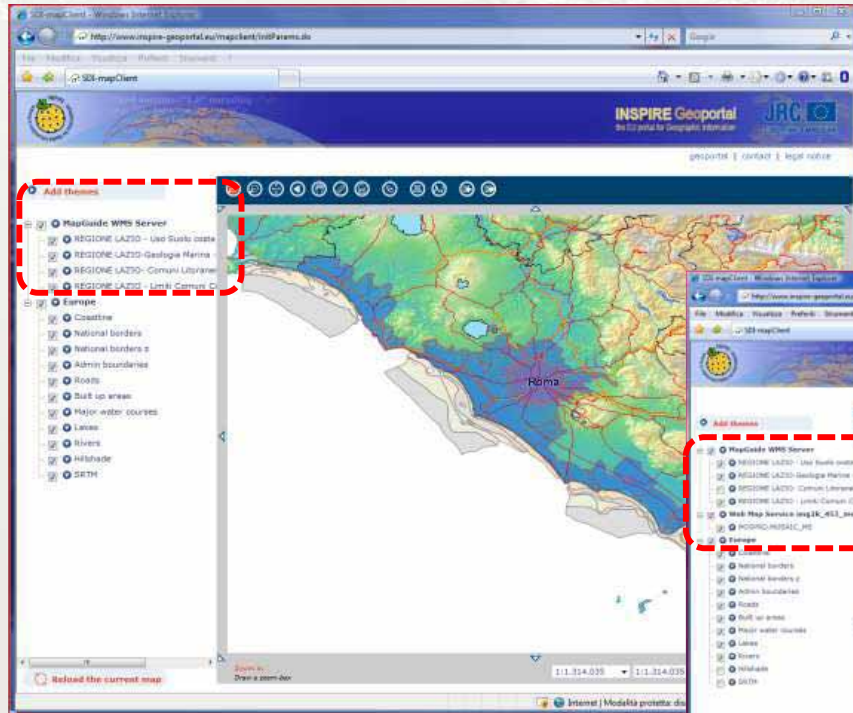 SDI-mapClient - Windows Internet Explorer
http://www.inspire-geoportal.eu/mapclient/initParams.do
Google
File Modifica Visualizza Preferiti Strumenti ?
SDI-mapClient
INSPIRE Geoportal
the EU portal for Geographic Information
JRC
geoportal | contact | legal notice
Add themes
MapGuide WMS Server
REGIONE LAZIO - Uso Suolo coste
REGIONE LAZIO-Geologia Marina -
REGIONE LAZIO- Comuni Litorane
REGIONE LAZIO - Limiti Comuni C
Europe
Coastline
National borders
National borders 2
Admin boundaries
Roads
Built up areas
Major water courses
Lakes
Rivers
Hillshade
SRTM
Roma
Reload the current map
Zoom in
Draw a zoom box
1:1.314.035
1:1.314.035
Internet | Modalità protetta: dis
SDI-mapClient - Windows Internet Explorer
http://www.inspire-geoportal.eu
File Modifica Visualizza Preferiti Strument
SDI-mapClient
Add themes
MapGuide WMS Server
REGIONE LAZIO - Uso Suolo coste
REGIONE LAZIO-Geologia Marina -
REGIONE LAZIO- Comuni Litorane
REGIONE LAZIO - Limiti Comuni C
Web Map Service
Europe
Coastline
National borders
National borders 2
Admin boundaries
Roads
Built up areas
Major water courses
Lakes
Rivers
Hillshade
SRTM